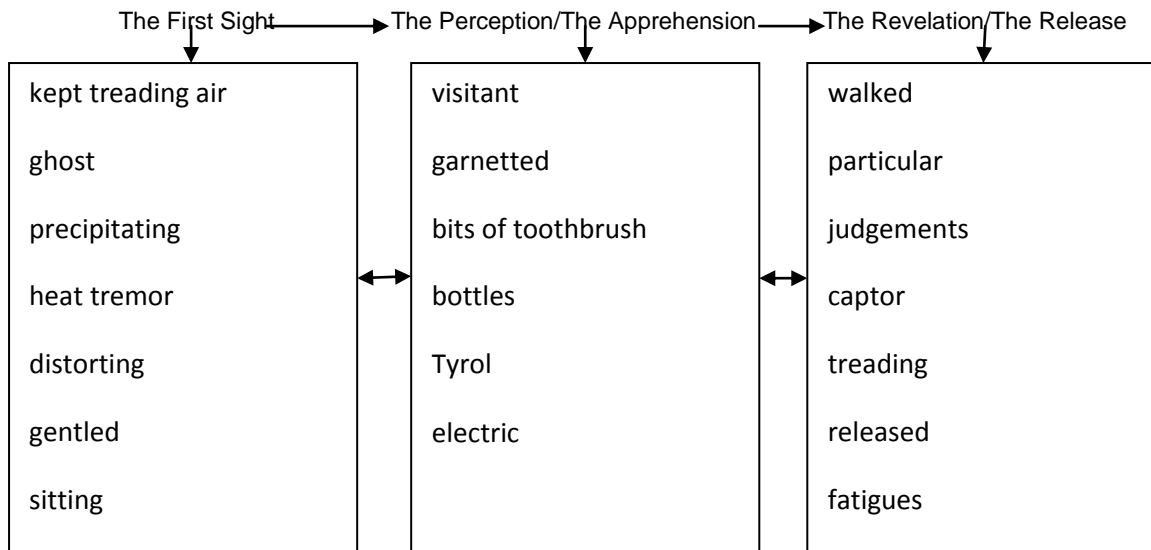 The First Sight
The Perception/The Apprehension
The Revelation/The Release
kept treading air
ghost
precipitating
heat tremor
distorting
gentled
sitting
visitant
garnetted
bits of toothbrush
bottles
Tyrol
electric
walked
particular
judgements
captor
treading
released
fatigues